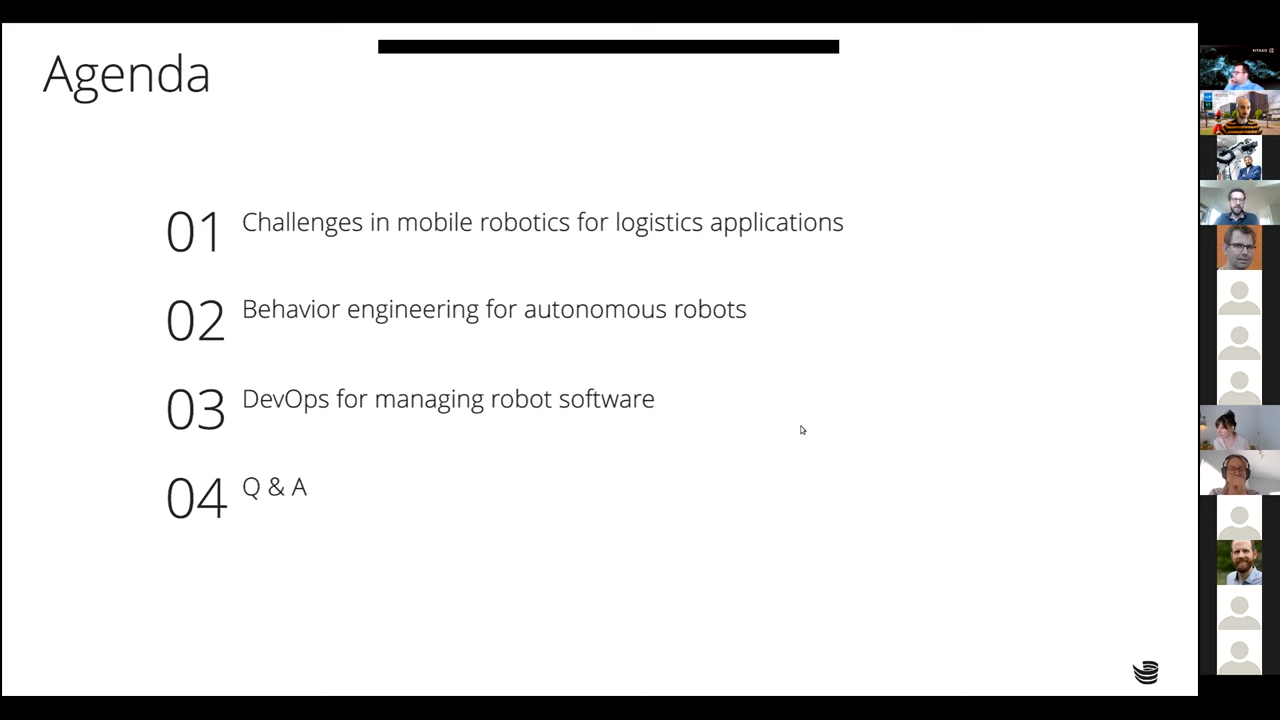 Agenda
01 Challenges in mobile robotics for logistics applications
02 Behavior engineering for autonomous robots
03 DevOps for managing robot software
04 Q & A